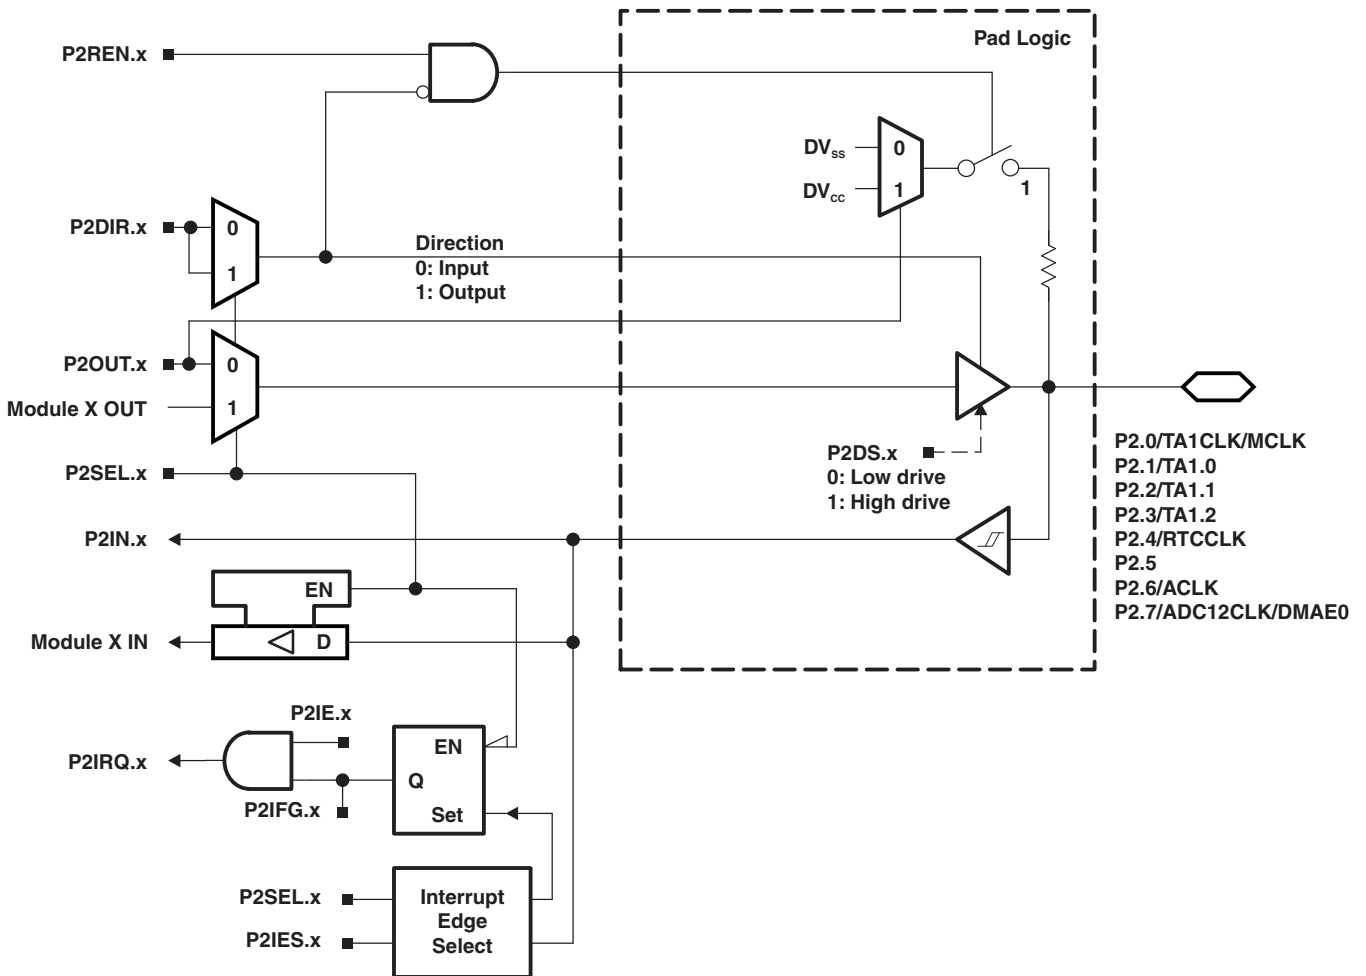 Pad Logic
P2REN.x
DVSS
0
DVCC
1
1
P2DIR.x
0
1
Direction
0: Input
1: Output
P2OUT.x
0
Module X OUT
1
P2SEL.x
P2DS.x
0: Low drive
1: High drive
P2.0/TA1CLK/MCLK
P2.1/TA1.0
P2.2/TA1.1
P2.3/TA1.2
P2.4/RTCCLK
P2.5
P2.6/ACLK
P2.7/ADC12CLK/DMAE0
P2IN.x
EN
Module X IN
D
P2IE.x
P2IRQ.x
EN
Q
P2IFG.x
Set
P2SEL.x
P2IES.x
Interrupt
Edge
Select